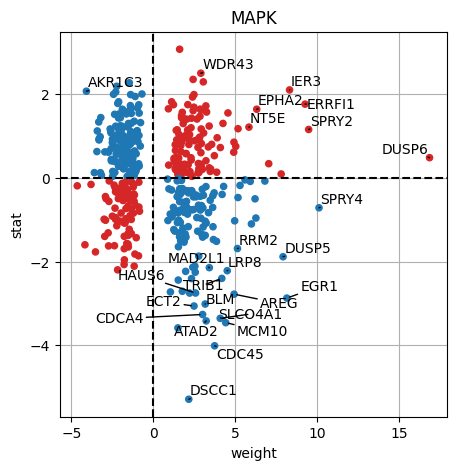 MAPK
WDR43
AKR1C3
IER3
EPHA2
ERRFI1
NT5E
SPRY2
DUSP6
SPRY4
RRM2
DUSP5
MAD2L1
LRP8
HAUS6
TRIB1
EGR1
ECT2
BLM
AREG
CDCA4
SLCO4A1
ATAD2
MCM10
CDC45
DSCC1
stat
2
0
−2
−4
−5
0
5
10
15
weight